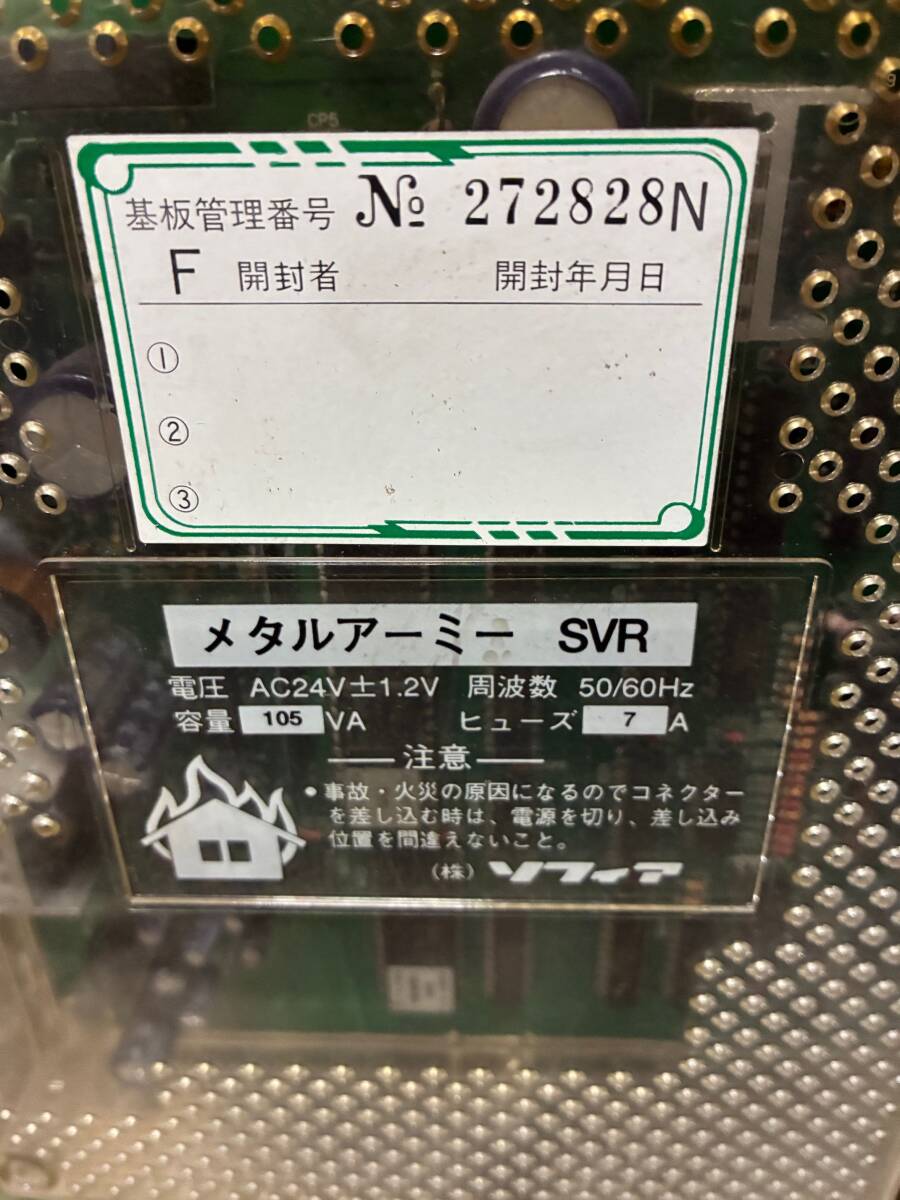 CP5
基板管理番号 № 272828N
F 開封者 開封年月日
①
②
③
メタルアーミー SVR
電圧 AC24V±1.2V 周波数 50/60Hz
容量 105 VA ヒューズ 7 A
注意
●事故・火災の原因になるのでコネクター
を差し込む時は、電源を切り、差し込み
位置を間違えないこと。
(株) ソフィア